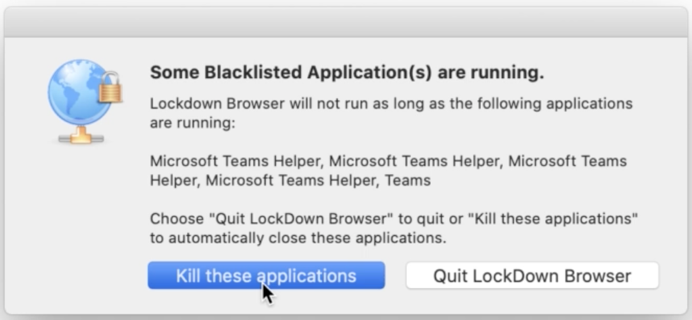 Some Blacklisted Application(s) are running.
Lockdown Browser will not run as long as the following applications
are running:
Microsoft Teams Helper, Microsoft Teams Helper, Microsoft Teams
Helper, Microsoft Teams Helper, Teams
Choose "Quit LockDown Browser" to quit or "Kill these applications"
to automatically close these applications.
Kill these applications
Quit LockDown Browser